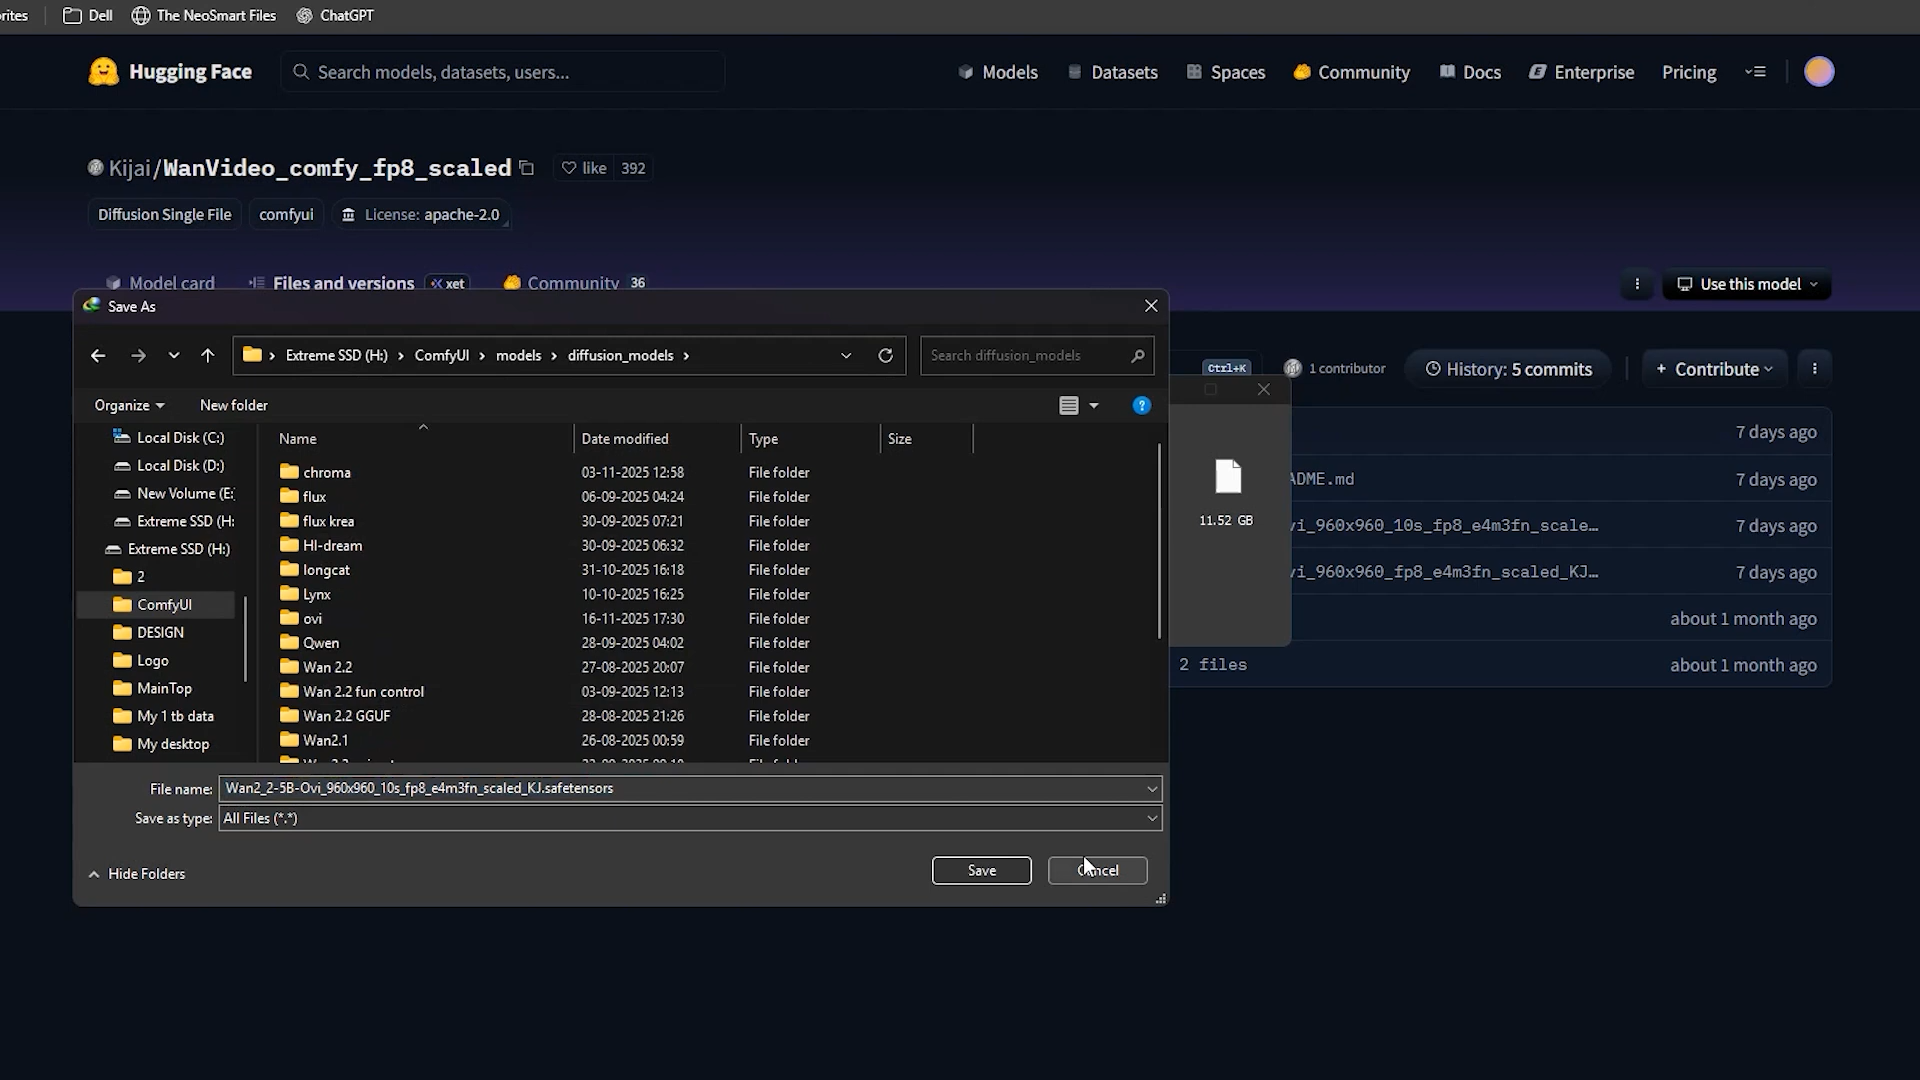 rites
Dell
The NeoSmart Files
ChatGPT
Hugging Face
Search models, datasets, users...
Models
Datasets
Spaces
Community
Docs
Enterprise
Pricing
Kijai/WanVideo_comfy_fp8_scaled
like 392
Diffusion Single File
comfyui
License: apache-2.0
Model card
Files and versions
xet
Community 36
Use this model
Save As
Extreme SSD (H:) > ComfyUI > models > diffusion_models >
Search diffusion_models
Ctrl+K
1 contributor
History: 5 commits
+ Contribute
Organize
New folder
?
Local Disk (C:)
Local Disk (D:)
New Volume (E:
Extreme SSD (H:
Extreme SSD (H:)
2
ComfyUI
DESIGN
Logo
MainTop
My 1 tb data
My desktop
Name Date modified Type Size
chroma 03-11-2025 12:58 File folder
flux 06-09-2025 04:24 File folder
flux krea 30-09-2025 07:21 File folder
HI-dream 30-09-2025 06:32 File folder
longcat 31-10-2025 16:18 File folder
Lynx 10-10-2025 16:25 File folder
ovi 16-11-2025 17:30 File folder
Qwen 28-09-2025 04:02 File folder
Wan 2.2 27-08-2025 20:07 File folder
Wan 2.2 fun control 03-09-2025 12:13 File folder
Wan 2.2 GGUF 28-08-2025 21:26 File folder
Wan2.1 26-08-2025 00:59 File folder
11.52 GB
7 days ago
ADME.md 7 days ago
vi_960x960_10s_fp8_e4m3fn_scale… 7 days ago
vi_960x960_fp8_e4m3fn_scaled_KJ… 7 days ago
about 1 month ago
2 files about 1 month ago
File name: Wan2_2-5B-Ovi_960x960_10s_fp8_e4m3fn_scaled_KJ.safetensors
Save as type: All Files (*.*)
Hide Folders
Save
Cancel